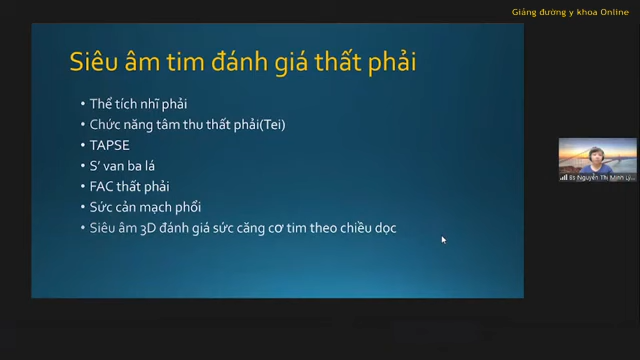 Giảng đường y khoa Online
Siêu âm tim đánh giá thất phải
• Thể tích nhĩ phải
• Chức năng tâm thu thất phải(Tei)
• TAPSE
• S’ van ba lá
• FAC thất phải
• Sức cản mạch phổi
• Siêu âm 3D đánh giá sức căng cơ tim theo chiều dọc
Bs Nguyễn Thị Minh Lý...